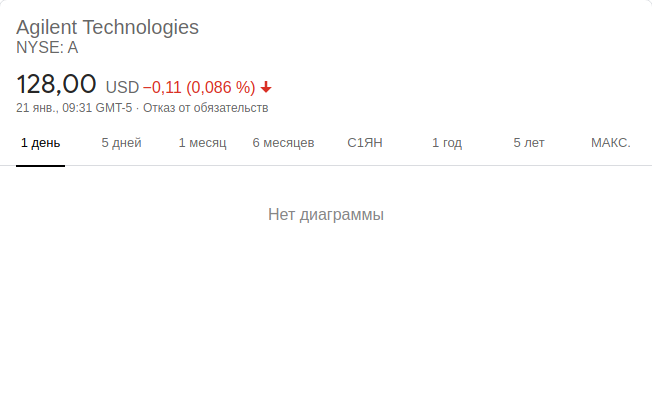 Agilent Technologies
NYSE: A
128,00 USD −0,11 (0,086 %)
21 янв., 09:31 GMT-5 · Отказ от обязательств
1 день 5 дней 1 месяц 6 месяцев С1ЯН 1 год 5 лет МАКС.
Нет диаграммы